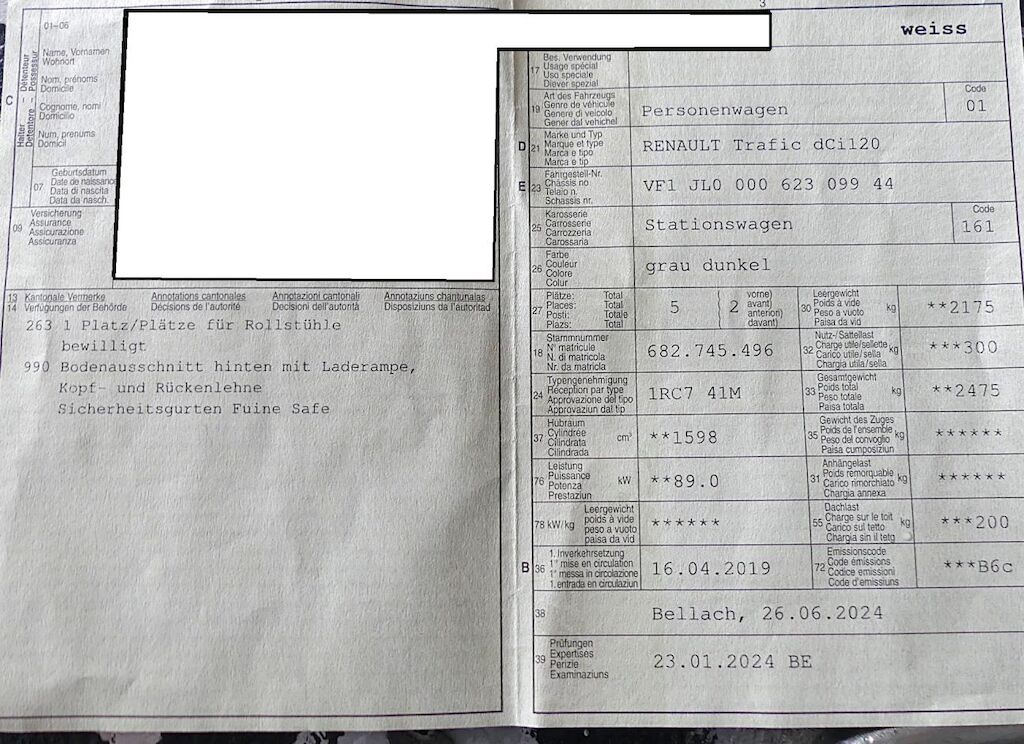 3
01–06
weiss
C
Halter - Détenteur
Detentore - Possessur
Name, Vornamen
Wohnort
Nom, prénoms
Domicile
Cognome, nomi
Domicilio
Num, prenums
Domicil
07
Geburtsdatum
Date de naissance
Data di nascita
Data da nasch.
09
Versicherung
Assurance
Assicurazione
Assicuranza
13 Kantonale Vermerke Annotations cantonales Annotazioni cantonali Annotaziuns chantunalas
14 Verfügungen der Behörde Décisions de l'autorité Decisioni dell'autorità Disposiziuns da l'autoritad
263 1 Platz/Plätze für Rollstühle
bewilligt
990 Bodenausschnitt hinten mit Laderampe,
Kopf- und Rückenlehne
Sicherheitsgurten Fuine Safe
17
Bes. Verwendung
Usage spécial
Uso speciale
Diever spezial
19
Art des Fahrzeugs
Genre de véhicule
Genere di veicolo
Gener dal vehichel
Personenwagen
Code
01
D 21
Marke und Typ
Marque et type
Marca e tipo
Marca e tip
RENAULT Trafic dCi120
E 23
Fahrgestell-Nr.
Châssis no
Telaio n.
Schassis nr.
VF1 JL0 000 623 099 44
25
Karosserie
Carrosserie
Carrozzeria
Carossaria
Stationswagen
Code
161
26
Farbe
Couleur
Colore
Colur
grau dunkel
27
Plätze: Total
Places: Total
Posti: Totale
Plazs: Total
5
2
vorne)
avant)
anteriori)
davant)
30
Leergewicht
Poids à vide
Peso a vuoto
Paisa da vid
kg
**2175
18
Stammnummer
N° matricule
N. di matricola
Nr. da matricla
682.745.496
32
Nutz-/Sattellast
Charge utile/sellette
Carico utile/sella
Chargia utila/sella
kg
***300
24
Typengenehmigung
Réception par type
Approvazione del tipo
Approvaziun dal tip
1RC7 41M
33
Gesamtgewicht
Poids total
Peso totale
Paisa totala
kg
**2475
37
Hubraum
Cylindrée
Cilindrata
Cilindrada
cm³
**1598
35
Gewicht des Zuges
Poids de l'ensemble
Peso del convoglio
Paisa cumposiziun
kg
******
76
Leistung
Puissance
Potenza
Prestaziun
kW
**89.0
31
Anhängelast
Poids remorquable
Carico rimorchiato
Chargia annexa
kg
******
78 kW/kg
Leergewicht
poids à vide
peso a vuoto
paisa da vid
******
55
Dachlast
Charge sur le toit
Carico sul tetto
Chargia sin il tetg
kg
***200
B 36
1. Inverkehrsetzung
1re mise en circulation
1a messa in circolazione
1. entrada en circulaziun
16.04.2019
72
Emissionscode
Code émissions
Codice emissioni
Code d'emissiuns
***B6c
38
Bellach, 26.06.2024
39
Prüfungen
Expertises
Perizie
Examinaziuns
23.01.2024 BE